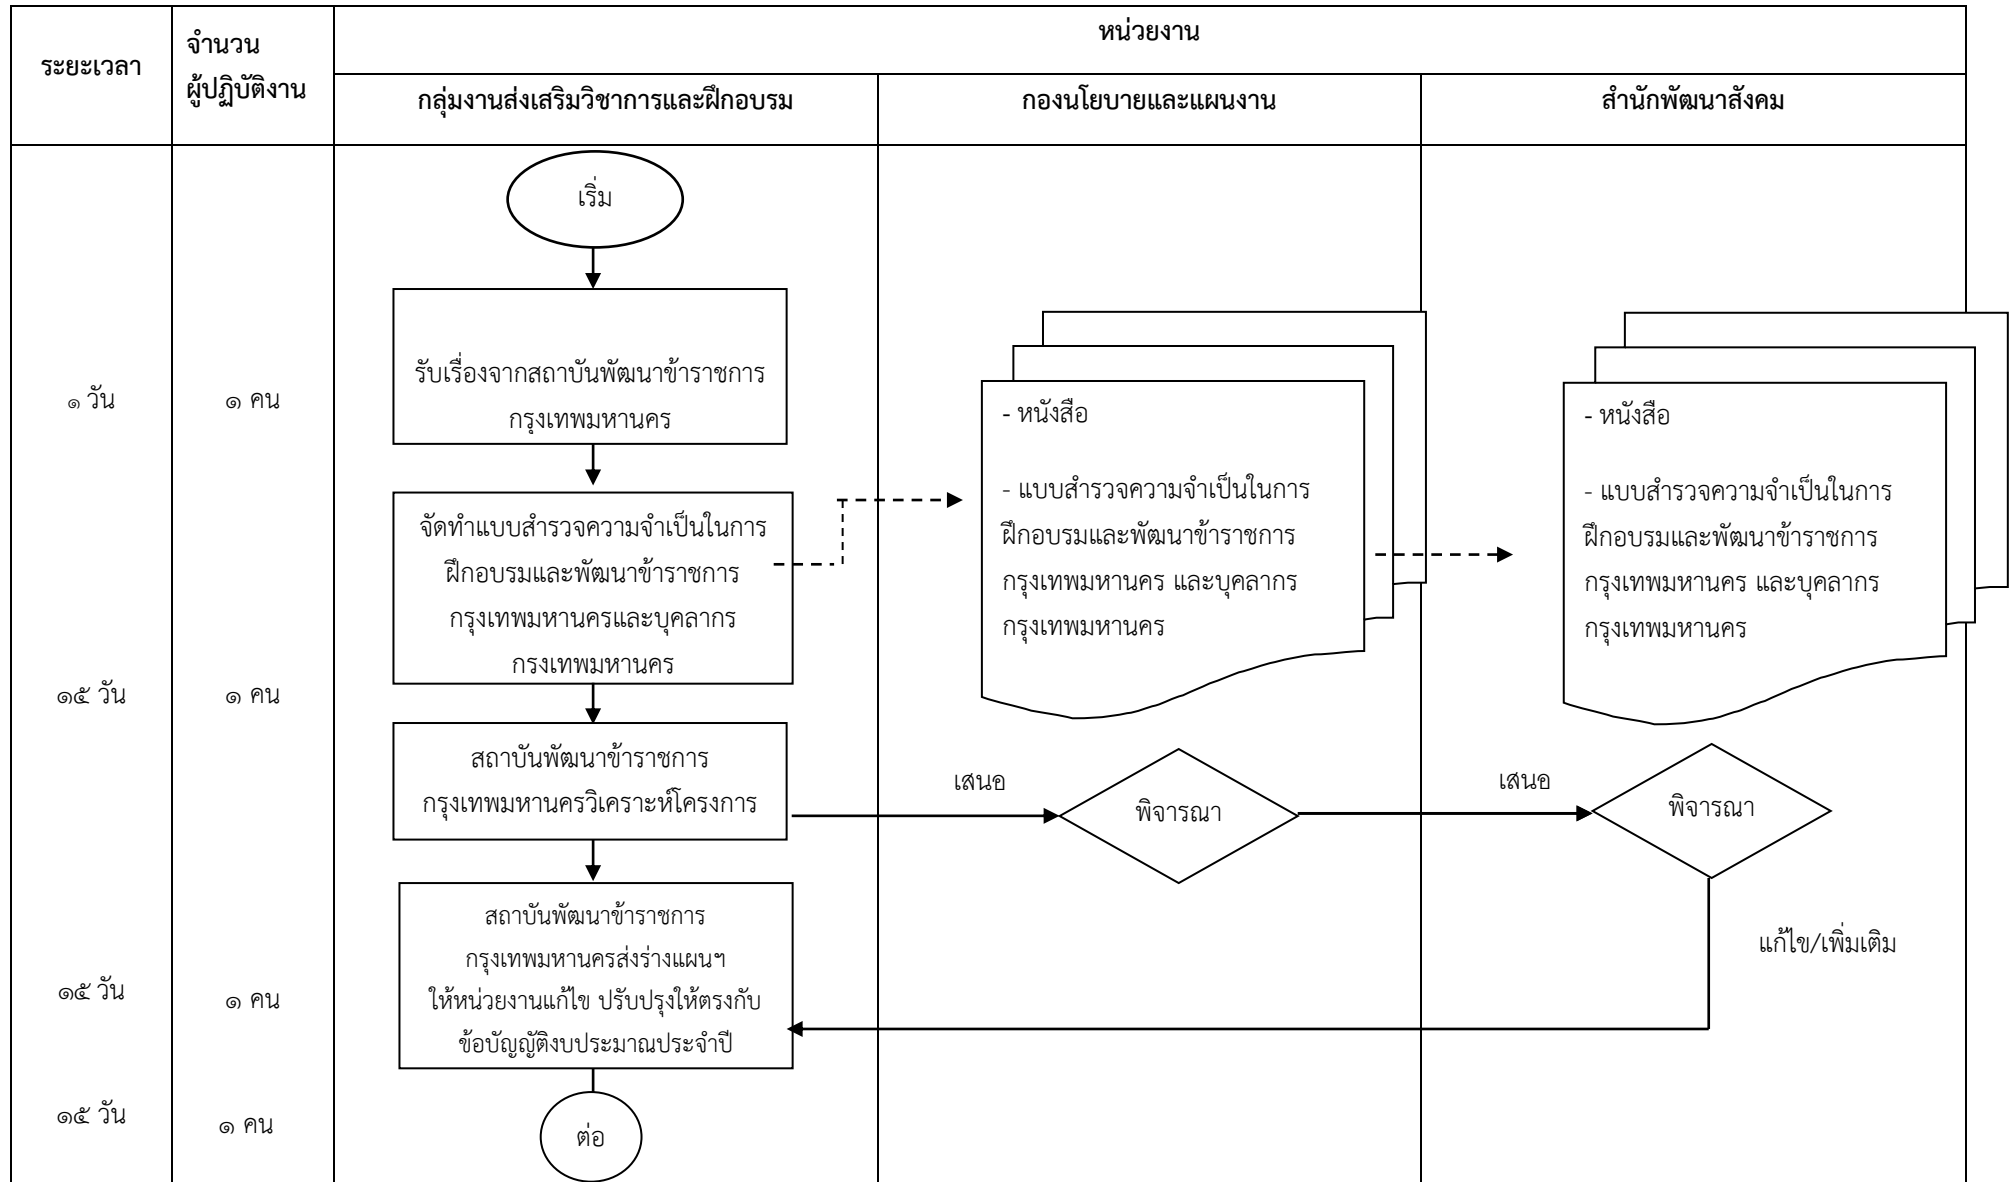 ระยะเวลา
จำนวน
ผู้ปฏิบัติงาน
หน่วยงาน
กลุ่มงานส่งเสริมวิชาการและฝึกอบรม
กองนโยบายและแผนงาน
สำนักพัฒนาสังคม
เริ่ม
รับเรื่องจากสถาบันพัฒนาข้าราชการ
กรุงเทพมหานคร
๑ วัน
๑ คน
จัดทำแบบสำรวจความจำเป็นในการ
ฝึกอบรมและพัฒนาข้าราชการ
กรุงเทพมหานครและบุคลากร
กรงเทพมหานคร
- หนังสือ
- แบบสำรวจความจำเป็นในการ
ฝึกอบรมและพัฒนาข้าราชการ
กรุงเทพมหานคร และบุคลากร
กรุงเทพมหานคร
- หนังสือ
- แบบสำรวจความจำเป็นในการ
ฝึกอบรมและพัฒนาข้าราชการ
กรุงเทพมหานคร และบุคลากร
กรุงเทพมหานคร
๑๕ วัน
๑ คน
สถาบันพัฒนาข้าราชการ
กรุงเทพมหานครวิเคราะห์โครงการ
เสนอ
พิจารณา
เสนอ
พิจารณา
แก้ไข/เพิ่มเติม
๑๕ วัน
๑ คน
สถาบันพัฒนาข้าราชการ
กรุงเทพมหานครส่งร่างแผนฯ
ให้หน่วยงานแก้ไข ปรับปรุงให้ตรงกับ
ข้อบัญญัติงบประมาณประจำปี
๑๕ วัน
๑ คน
ต่อ